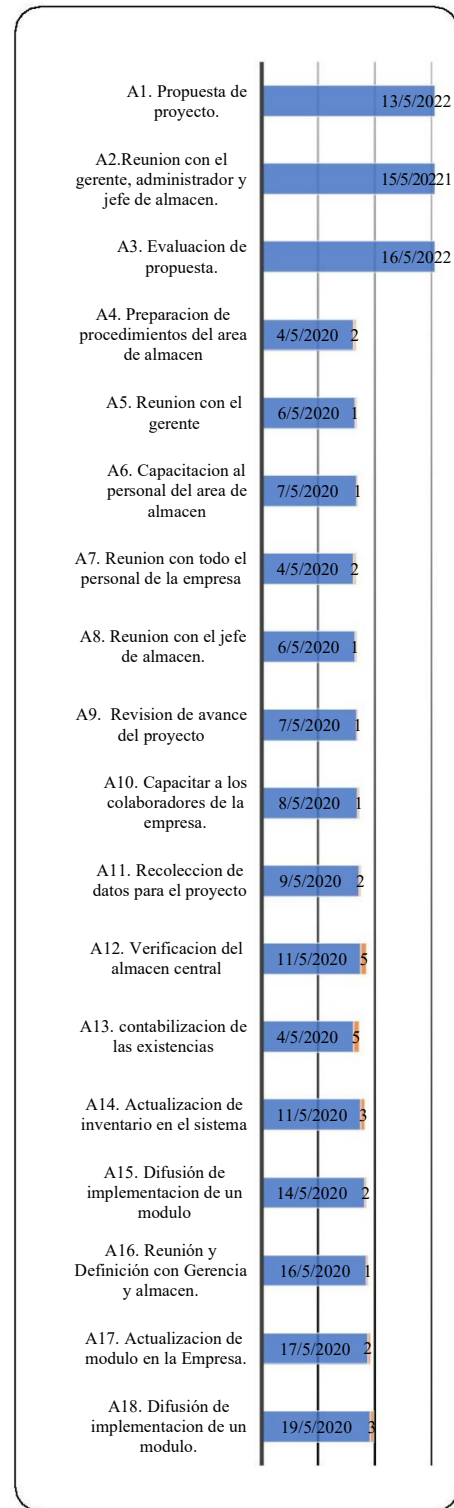 A1. Propuesta de
proyecto.
13/5/2022
A2.Reunion con el
gerente, administrador y
jefe de almacen.
15/5/20221
A3. Evaluacion de
propuesta.
16/5/2022
A4. Preparacion de
procedimientos del area
de almacen
4/5/2020 2
A5. Reunion con el
gerente
6/5/2020 1
A6. Capacitacion al
personal del area de
almacen
7/5/2020 1
A7. Reunion con todo el
personal de la empresa
4/5/2020 2
A8. Reunion con el jefe
de almacen.
6/5/2020 1
A9. Revision de avance
del proyecto
7/5/2020 1
A10. Capacitar a los
colaboradores de la
empresa.
8/5/2020 1
A11. Recoleccion de
datos para el proyecto
9/5/2020 2
A12. Verificacion del
almacen central
11/5/2020 5
A13. contabilizacion de
las existencias
4/5/2020 5
A14. Actualizacion de
inventario en el sistema
11/5/2020 3
A15. Difusión de
implementacion de un
modulo
14/5/2020 2
A16. Reunión y
Definición con Gerencia
y almacen.
16/5/2020 1
A17. Actualizacion de
modulo en la Empresa.
17/5/2020 2
A18. Difusión de
implementacion de un
modulo.
19/5/2020 3